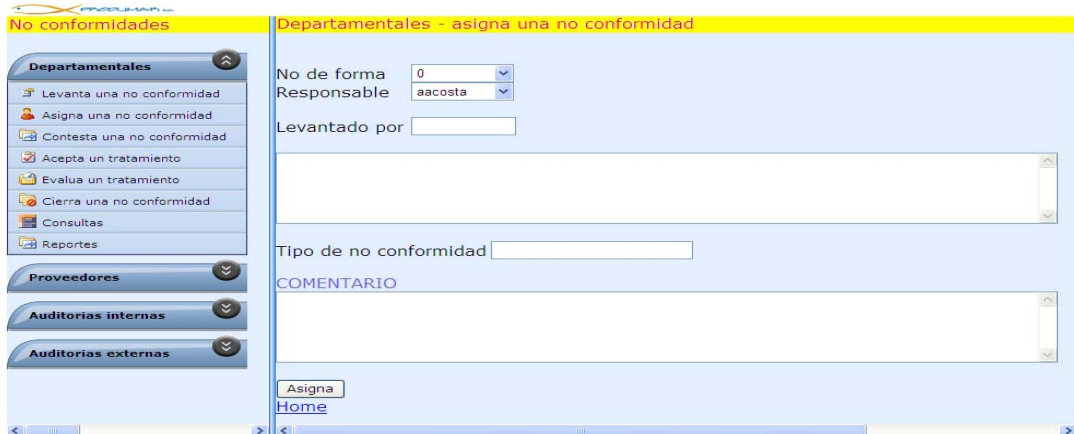 No conformidades
Departamentales
Levanta una no conformidad
Asigna una no conformidad
Contesta una no conformidad
Acepta un tratamiento
Evalua un tratamiento
Cierra una no conformidad
Consultas
Reportes
Proveedores
Auditorias internas
Auditorias externas
Departamentales - asigna una no conformidad
No de forma 0
Responsable aacosta
Levantado por
Tipo de no conformidad
COMENTARIO
Asigna
Home